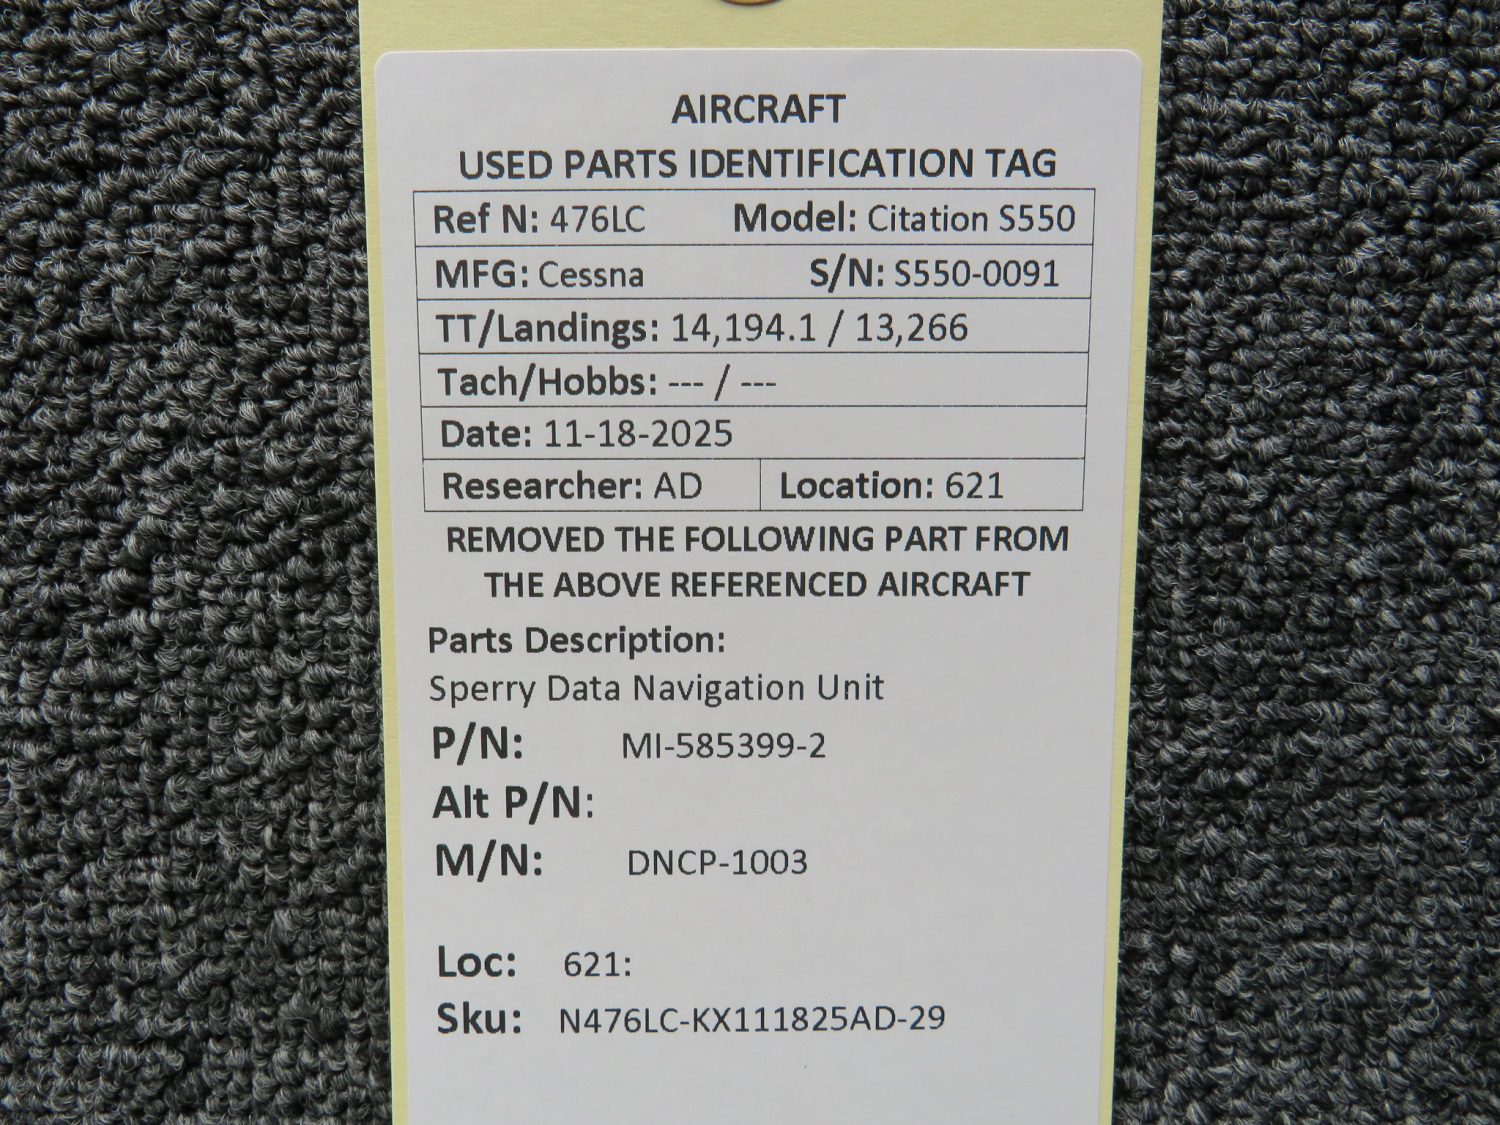 AIRCRAFT
USED PARTS IDENTIFICATION TAG
Ref N: 476LC Model: Citation S550
MFG: Cessna S/N: S550-0091
TT/Landings: 14,194.1 / 13,266
Tach/Hobbs: --- / ---
Date: 11-18-2025
Researcher: AD Location: 621
REMOVED THE FOLLOWING PART FROM
THE ABOVE REFERENCED AIRCRAFT
Parts Description:
Sperry Data Navigation Unit
P/N: MI-585399-2
Alt P/N:
M/N: DNCP-1003
Loc: 621:
Sku: N476LC-KX111825AD-29